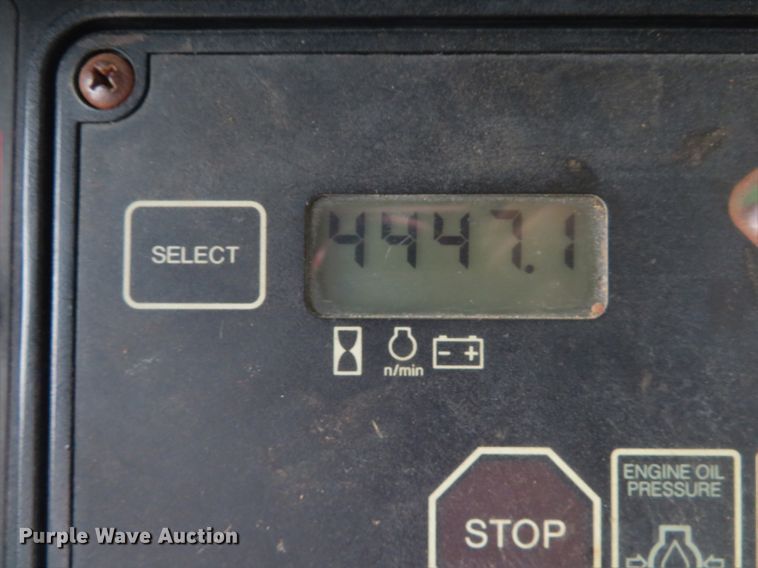 4447.1
SELECT
n/min
ENGINE OIL
PRESSURE
STOP
Purple Wave Auction®